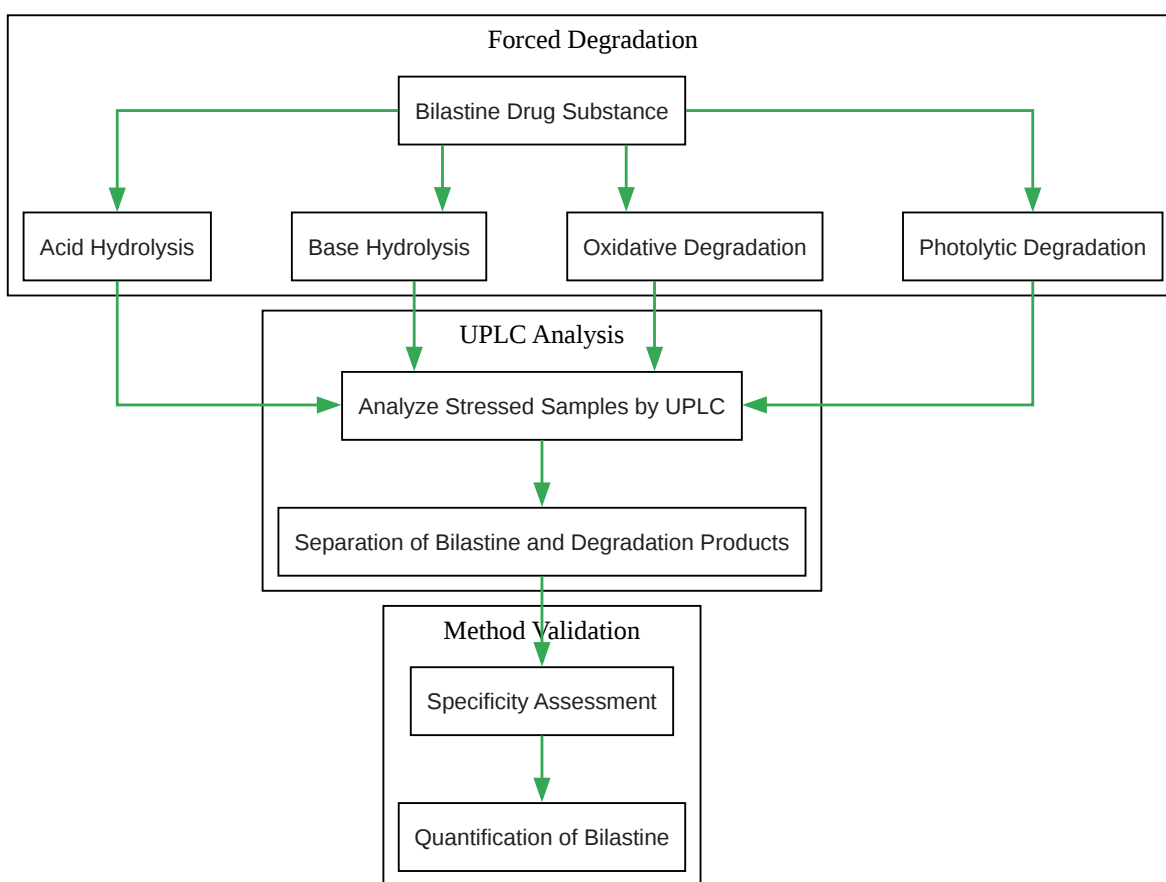 Forced Degradation
Bilastine Drug Substance
Acid Hydrolysis
Base Hydrolysis
Oxidative Degradation
Photolytic Degradation
UPLC Analysis
Analyze Stressed Samples by UPLC
Separation of Bilastine and Degradation Products
Method Validation
Specificity Assessment
Quantification of Bilastine